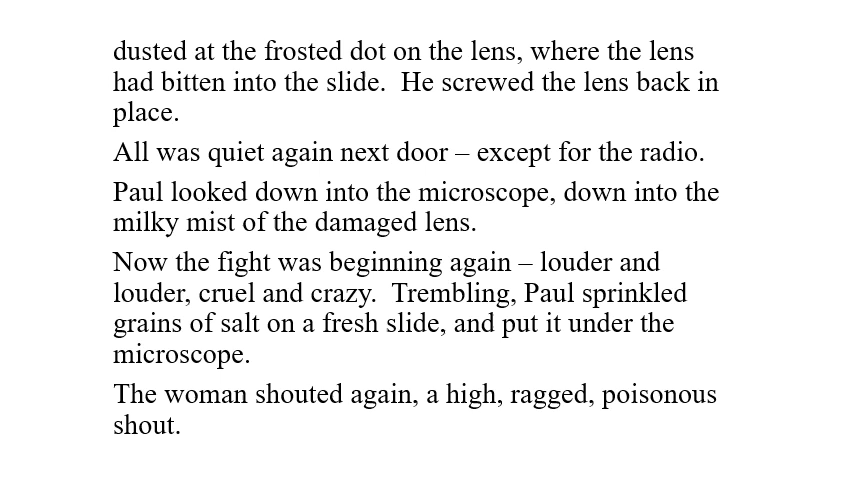 dusted at the frosted dot on the lens, where the lens
had bitten into the slide.  He screwed the lens back in
place.
All was quiet again next door – except for the radio.
Paul looked down into the microscope, down into the
milky mist of the damaged lens.
Now the fight was beginning again – louder and
louder, cruel and crazy.  Trembling, Paul sprinkled
grains of salt on a fresh slide, and put it under the
microscope.
The woman shouted again, a high, ragged, poisonous
shout.